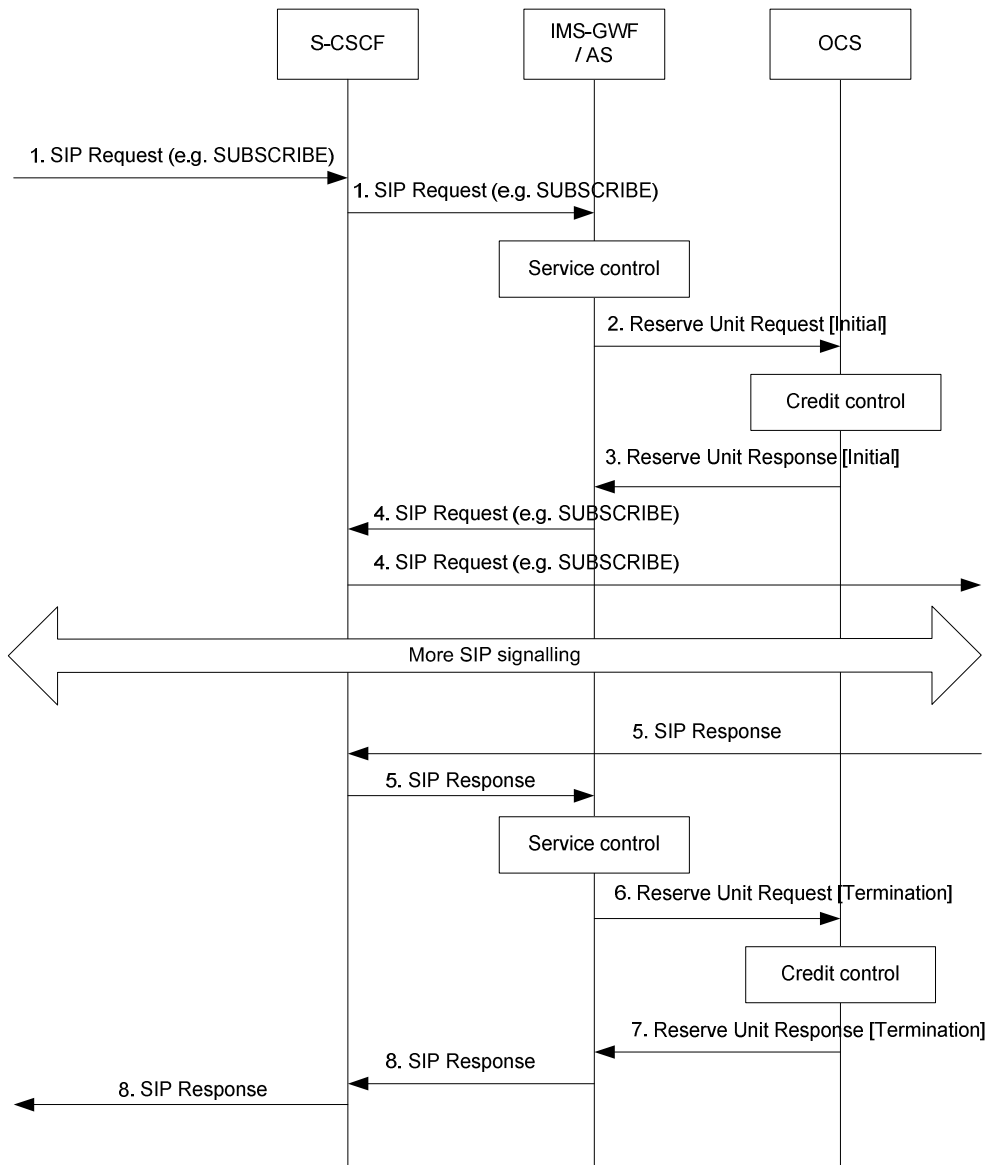 S-CSCF
IMS-GWF
/ AS
OCS
1. SIP Request (e.g. SUBSCRIBE)
1. SIP Request (e.g. SUBSCRIBE)
Service control
2. Reserve Unit Request [Initial]
Credit control
3. Reserve Unit Response [Initial]
4. SIP Request (e.g. SUBSCRIBE)
4. SIP Request (e.g. SUBSCRIBE)
More SIP signalling
5. SIP Response
5. SIP Response
Service control
6. Reserve Unit Request [Termination]
Credit control
7. Reserve Unit Response [Termination]
8. SIP Response
8. SIP Response